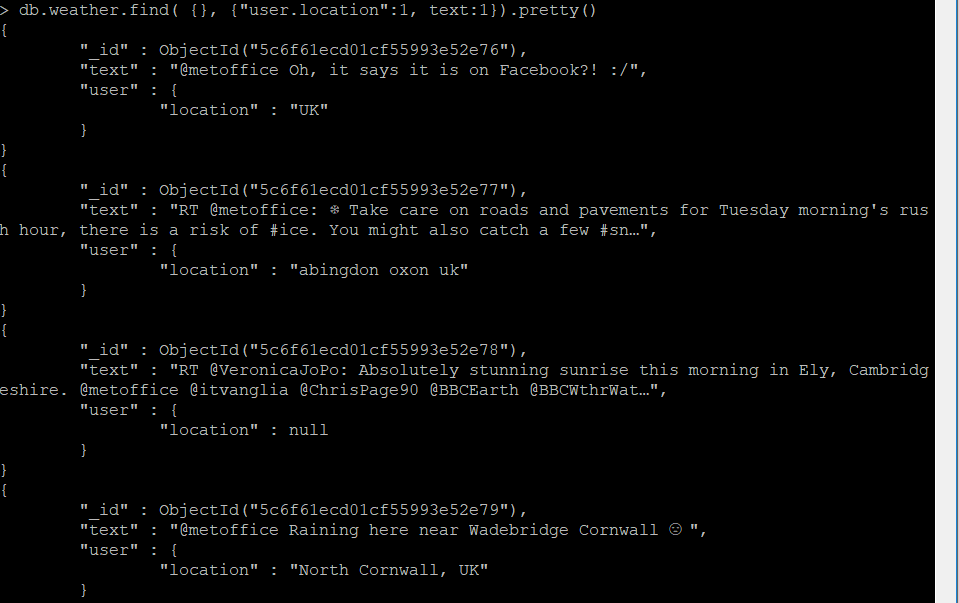 > db.weather.find( {}, {"user.location":1, text:1}).pretty()
{
"_id" : ObjectId("5c6f61ecd01cf55993e52e76"),
"text" : "@metoffice Oh, it says it is on Facebook?! :/",
"user" : {
"location" : "UK"
}
}
{
"_id" : ObjectId("5c6f61ecd01cf55993e52e77"),
"text" : "RT @metoffice: ❄ Take care on roads and pavements for Tuesday morning's rus
h hour, there is a risk of #ice. You might also catch a few #sn…",
"user" : {
"location" : "abingdon oxon uk"
}
}
{
"_id" : ObjectId("5c6f61ecd01cf55993e52e78"),
"text" : "RT @VeronicaJoPo: Absolutely stunning sunrise this morning in Ely, Cambridg
eshire. @metoffice @itvanglia @ChrisPage90 @BBCEarth @BBCWthrWat…",
"user" : {
"location" : null
}
}
{
"_id" : ObjectId("5c6f61ecd01cf55993e52e79"),
"text" : "@metoffice Raining here near Wadebridge Cornwall ☹ ",
"user" : {
"location" : "North Cornwall, UK"
}